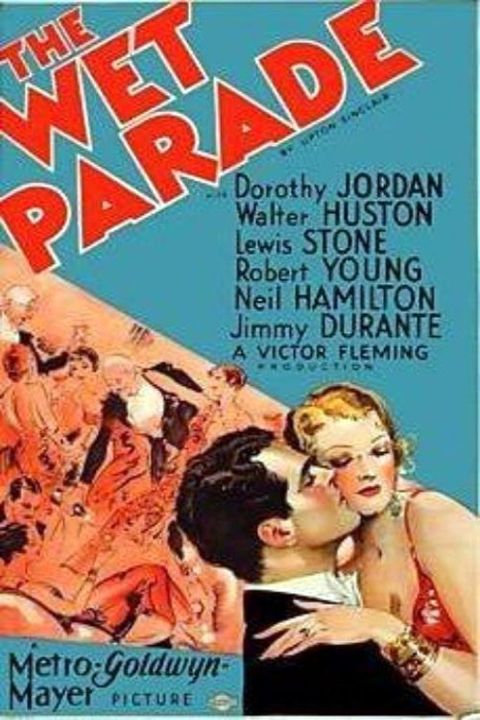 THE
WET
PARADE
BY UPTON SINCLAIR
WITH Dorothy JORDAN
Walter HUSTON
Lewis STONE
Robert YOUNG
Neil HAMILTON
Jimmy DURANTE
A VICTOR FLEMING
PRODUCTION
Metro-Goldwyn-
Mayer PICTURE